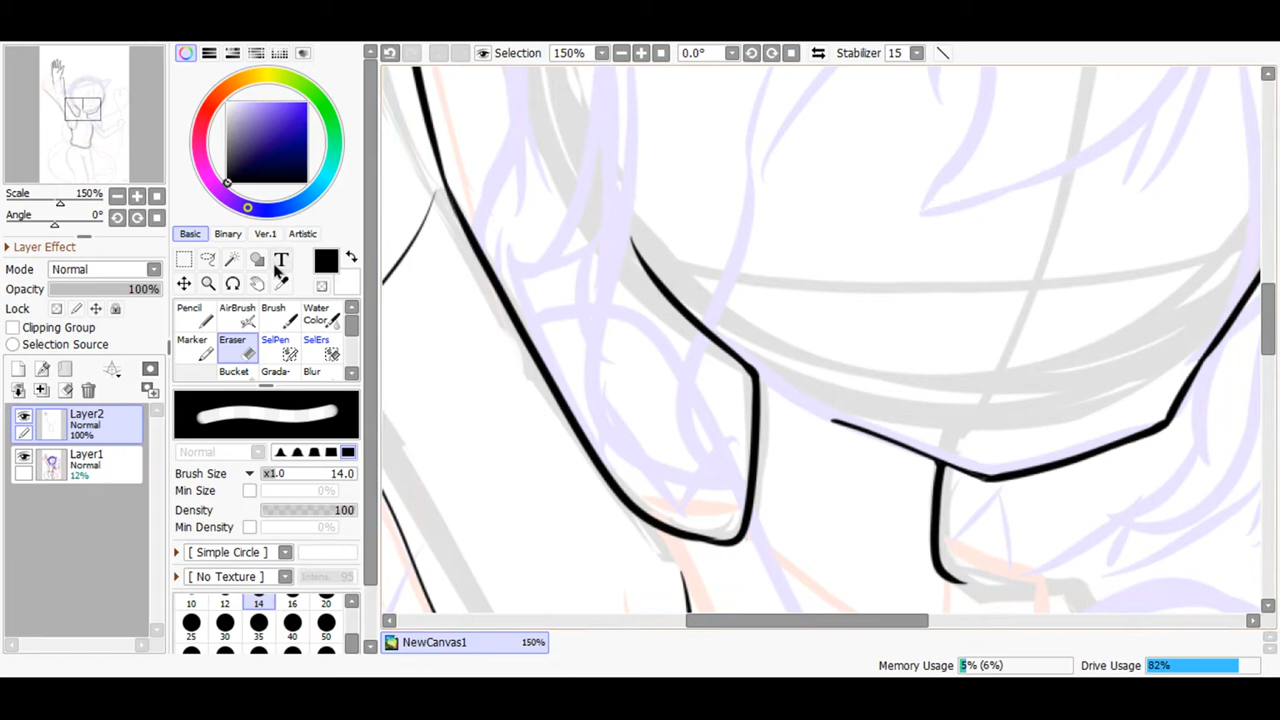 Selection 150% 0.0° Stabilizer 15
Scale 150%
Angle 0°
Layer Effect
Mode Normal
Opacity 100%
Lock
Clipping Group
Selection Source
Layer2
Normal
100%
Layer1
Normal
12%
Basic Binary Ver.1 Artistic
T
Pencil AirBrush Brush Water Color
Marker Eraser SelPen SelErs
Bucket Grada- Blur
Normal
Brush Size x1.0 14.0
Min Size 0%
Density 100
Min Density 0%
[ Simple Circle ]
[ No Texture ] Intens. 95
10 12 14 16 20
25 30 35 40 50
NewCanvas1 150%
Memory Usage 5% (6%) Drive Usage 82%